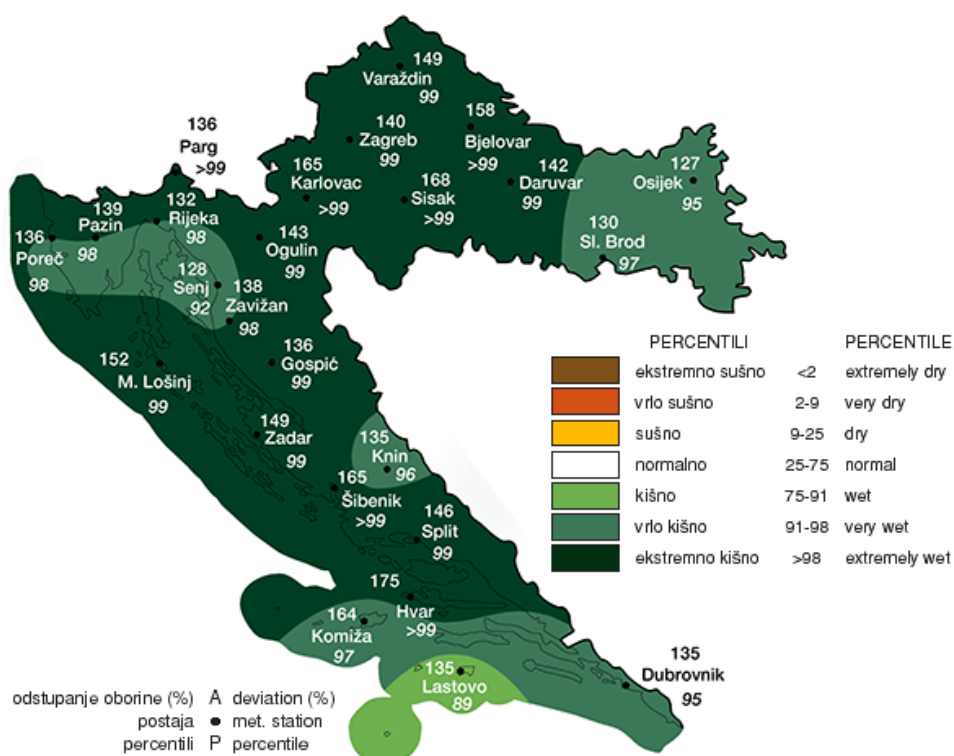 149
Varaždin
99
158
Bjelovar
>99
140
Zagreb
99
136
Parg
>99
165
Karlovac
>99
168
Sisak
>99
142
Daruvar
99
127
Osijek
95
130
Sl. Brod
97
132
Rijeka
98
139
Pazin
98
136
Poreč
98
143
Ogulin
99
128
Senj
92
138
Zavižan
98
136
Gospić
99
152
M. Lošinj
99
149
Zadar
99
135
Knin
96
165
Šibenik
>99
146
Split
99
175
Hvar
>99
164
Komiža
97
135
Lastovo
89
135
Dubrovnik
95
PERCENTILI PERCENTILE
ekstremno sušno <2 extremely dry
vrlo sušno 2-9 very dry
sušno 9-25 dry
normalno 25-75 normal
kišno 75-91 wet
vrlo kišno 91-98 very wet
ekstremno kišno >98 extremely wet
odstupanje oborine (%) A deviation (%)
postaja ● met. station
percentili P percentile